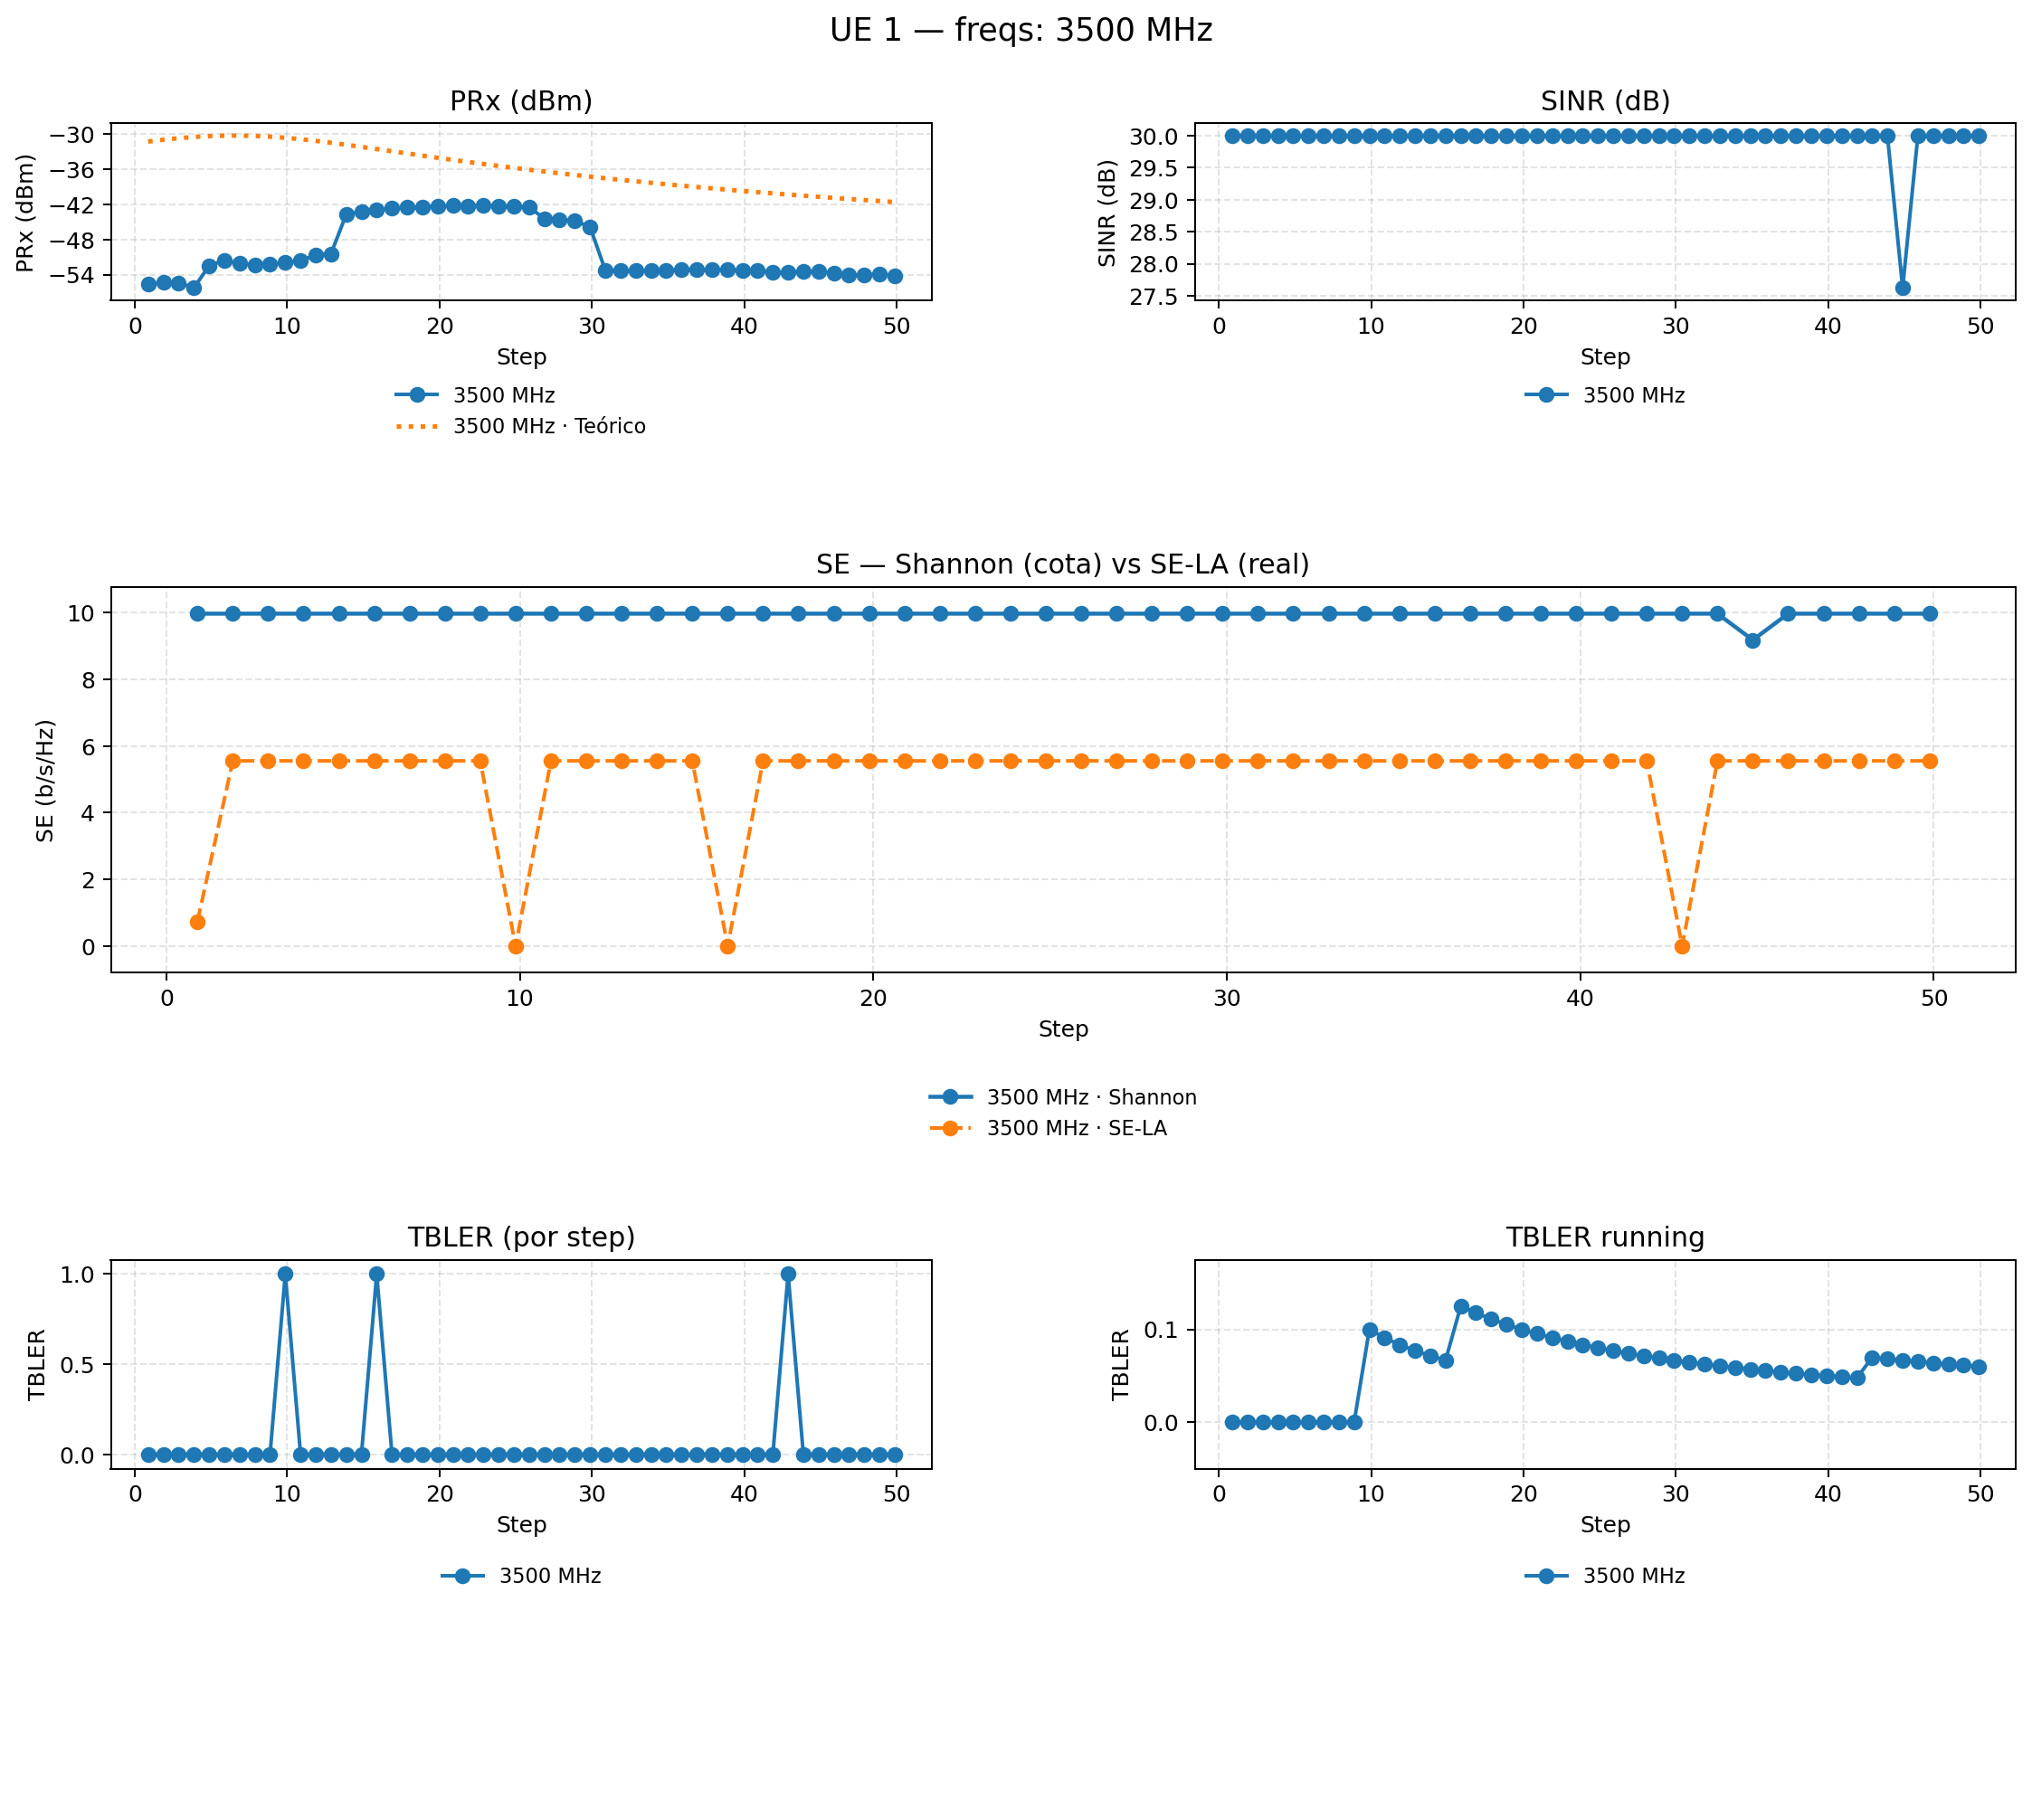 UE 1 — freqs: 3500 MHz
PRx (dBm)
PRx (dBm)
−30
−36
−42
−48
−54
0 10 20 30 40 50
Step
3500 MHz
3500 MHz · Teórico
SINR (dB)
SINR (dB)
30.0
29.5
29.0
28.5
28.0
27.5
0 10 20 30 40 50
Step
3500 MHz
SE — Shannon (cota) vs SE-LA (real)
SE (b/s/Hz)
10
8
6
4
2
0
0 10 20 30 40 50
Step
3500 MHz · Shannon
3500 MHz · SE-LA
TBLER (por step)
TBLER
1.0
0.5
0.0
0 10 20 30 40 50
Step
3500 MHz
TBLER running
TBLER
0.1
0.0
0 10 20 30 40 50
Step
3500 MHz